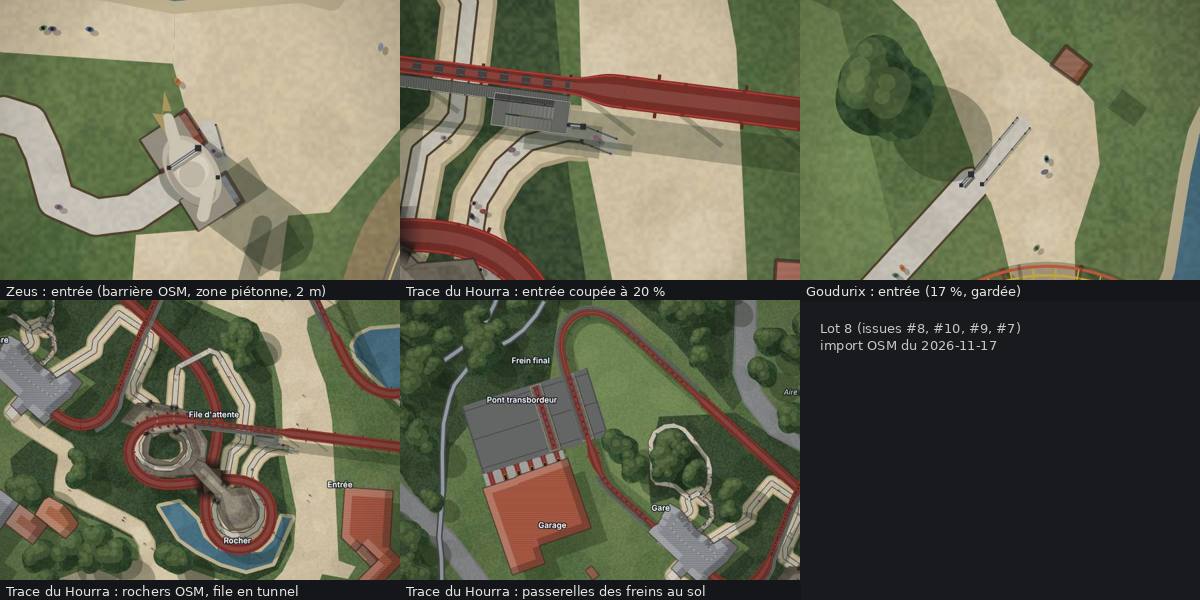 Zeus : entrée (barrière OSM, zone piétonne, 2 m)
Trace du Hourra : entrée coupée à 20 %
Goudurix : entrée (17 %, gardée)
Lot 8 (issues #8, #10, #9, #7)
import OSM du 2026-11-17
re
File d'attente
Entrée
Rocher
Frein final
Pont transbordeur
Aire
Gare
Garage
Trace du Hourra : rochers OSM, file en tunnel
Trace du Hourra : passerelles des freins au sol